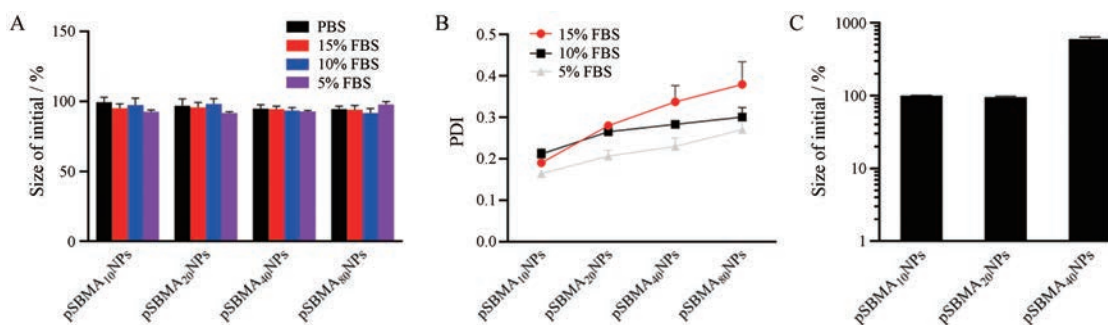 A
Size of initial / %
150
100
50
0
PBS
15% FBS
10% FBS
5% FBS
pSBMA₁₀NPs
pSBMA₂₀NPs
pSBMA₄₀NPs
pSBMA₈₀NPs
B
PDI
0.5
0.4
0.3
0.2
0.1
0.0
15% FBS
10% FBS
5% FBS
pSBMA₁₀NPs
pSBMA₂₀NPs
pSBMA₄₀NPs
pSBMA₈₀NPs
C
Size of initial / %
1000
100
10
1
pSBMA₁₀NPs
pSBMA₂₀NPs
pSBMA₄₀NPs